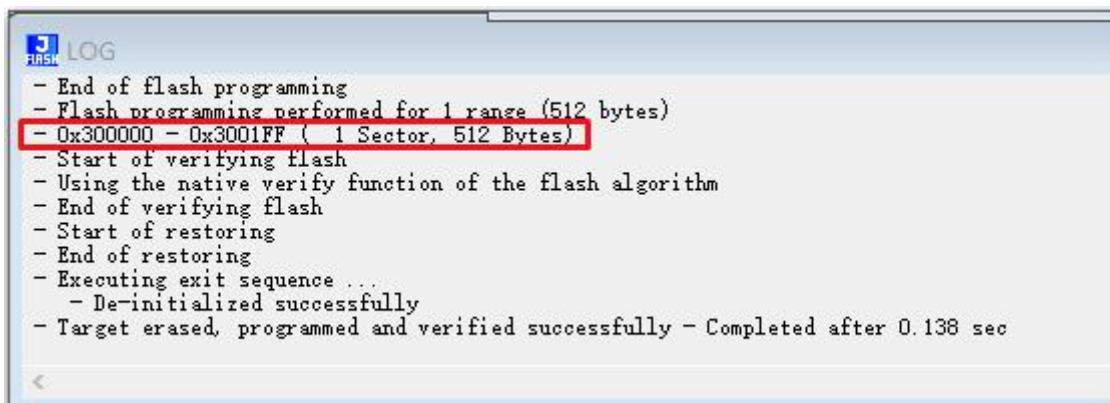 J
FLASH
LOG
- End of flash programming
- Flash programming performed for 1 range (512 bytes)
- 0x300000 - 0x3001FF (  1 Sector, 512 Bytes)
- Start of verifying flash
- Using the native verify function of the flash algorithm
- End of verifying flash
- Start of restoring
- End of restoring
- Executing exit sequence ...
- De-initialized successfully
- Target erased, programmed and verified successfully - Completed after 0.138 sec